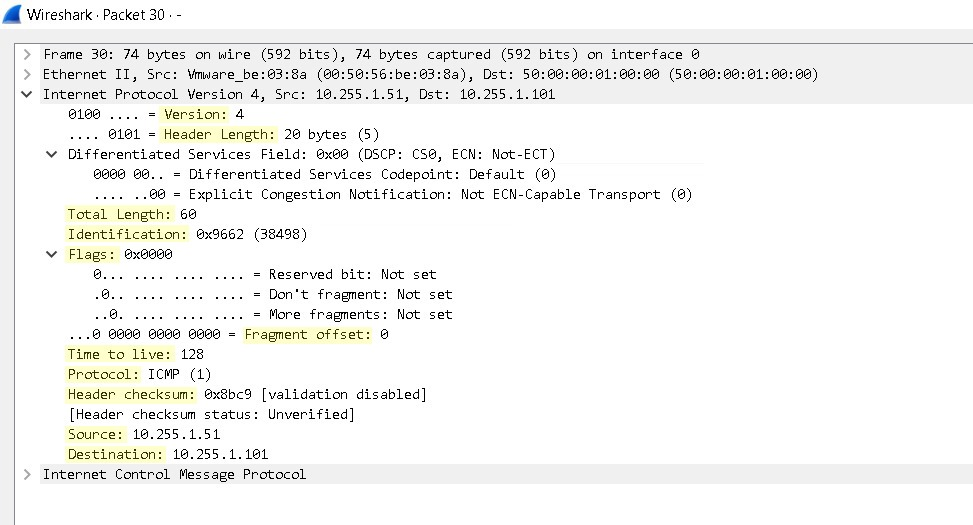 Wireshark · Packet 30 · -
Frame 30: 74 bytes on wire (592 bits), 74 bytes captured (592 bits) on interface 0
Ethernet II, Src: Vmware_be:03:8a (00:50:56:be:03:8a), Dst: 50:00:00:01:00:00 (50:00:00:01:00:00)
Internet Protocol Version 4, Src: 10.255.1.51, Dst: 10.255.1.101
0100 .... = Version: 4
.... 0101 = Header Length: 20 bytes (5)
Differentiated Services Field: 0x00 (DSCP: CS0, ECN: Not-ECT)
0000 00.. = Differentiated Services Codepoint: Default (0)
.... ..00 = Explicit Congestion Notification: Not ECN-Capable Transport (0)
Total Length: 60
Identification: 0x9662 (38498)
Flags: 0x0000
0... .... .... .... = Reserved bit: Not set
.0.. .... .... .... = Don't fragment: Not set
..0. .... .... .... = More fragments: Not set
...0 0000 0000 0000 = Fragment offset: 0
Time to live: 128
Protocol: ICMP (1)
Header checksum: 0x8bc9 [validation disabled]
[Header checksum status: Unverified]
Source: 10.255.1.51
Destination: 10.255.1.101
Internet Control Message Protocol